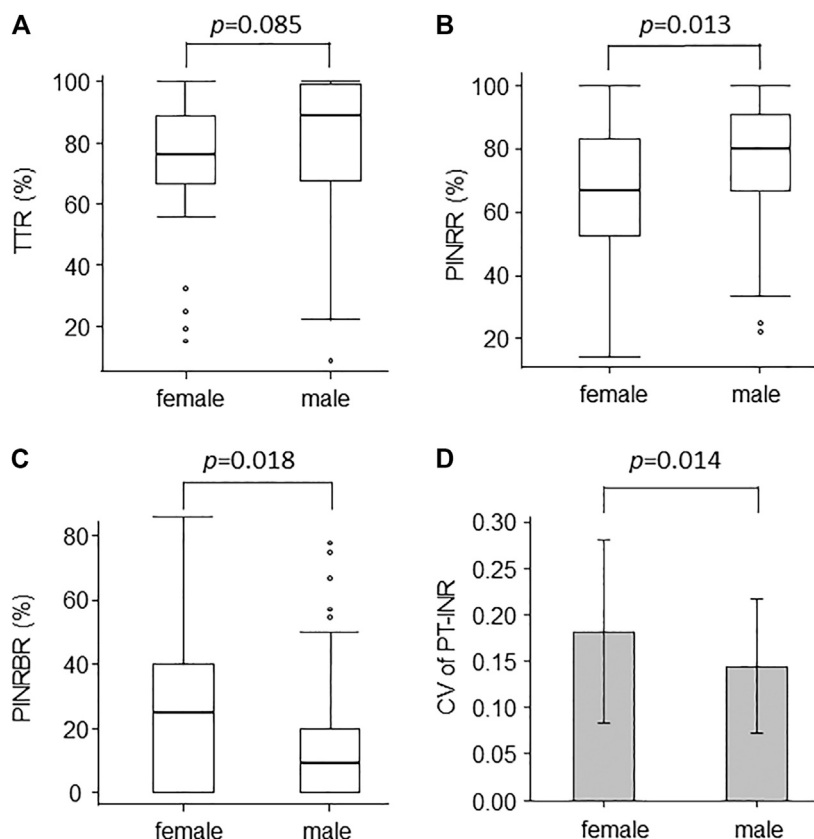 A
p=0.085
TTR (%)
100
80
60
40
20
female male
B
p=0.013
PINRR (%)
100
80
60
40
20
female male
C
p=0.018
PINRBR (%)
80
60
40
20
0
female male
D
p=0.014
CV of PT-INR
0.30
0.25
0.20
0.15
0.10
0.05
0.00
female male